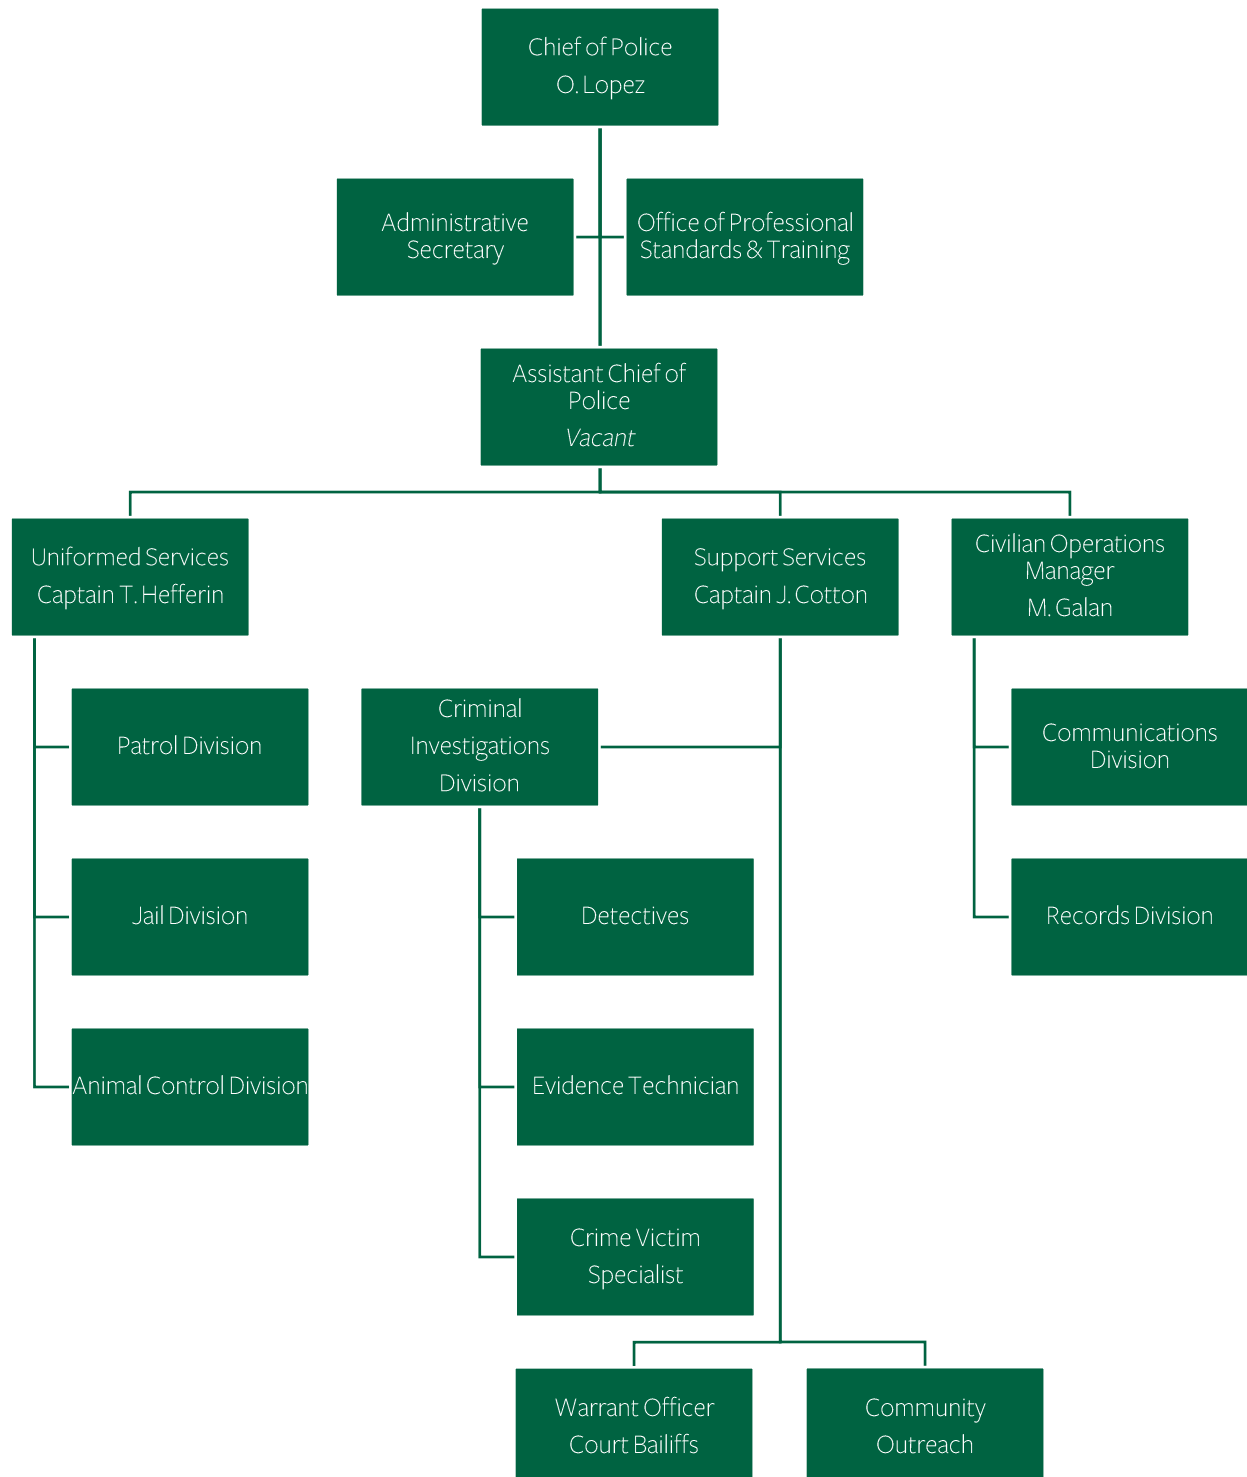 Chief of Police
O. Lopez
Administrative
Secretary
Office of Professional
Standards & Training
Assistant Chief of
Police
Vacant
Uniformed Services
Captain T. Hefferin
Support Services
Captain J. Cotton
Civilian Operations
Manager
M. Galan
Patrol Division
Criminal
Investigations
Division
Communications
Division
Jail Division
Detectives
Records Division
Animal Control Division
Evidence Technician
Crime Victim
Specialist
Warrant Officer
Court Bailiffs
Community
Outreach